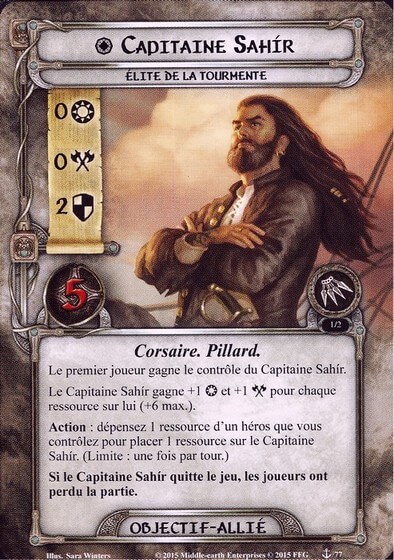 CAPITAINE SAHÍR
ÉLITE DE LA TOURMENTE
0
0
2
5
1/2
Corsaire. Pillard.
Le premier joueur gagne le contrôle du Capitaine Sahír.
Le Capitaine Sahír gagne +1 et +1 pour chaque
ressource sur lui (+6 max.).
Action : dépensez 1 ressource d'un héros que vous
contrôlez pour placer 1 ressource sur le Capitaine
Sahír. (Limite : une fois par tour.)
Si le Capitaine Sahír quitte le jeu, les joueurs ont
perdu la partie.
OBJECTIF-ALLIÉ
Illus. Sara Winters © 2015 Middle-earth Enterprises © 2015 FFG 77